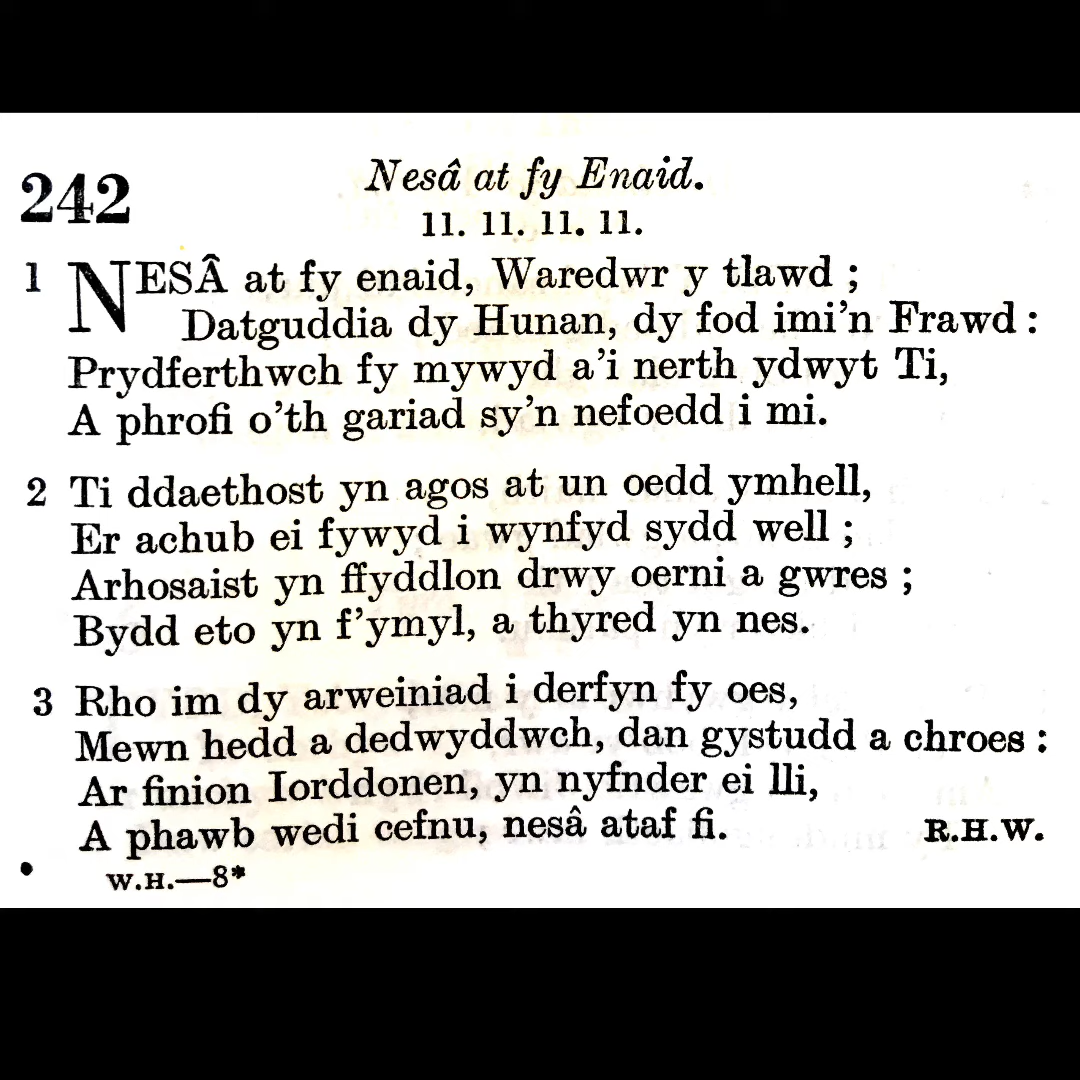 242
Nesâ at fy Enaid.
11. 11. 11. 11.
1 NESÂ at fy enaid, Waredwr y tlawd ;
Datguddia dy Hunan, dy fod imi’n Frawd :
Prydferthwch fy mywyd a’i nerth ydwyt Ti,
A phrofi o’th gariad sy’n nefoedd i mi.
2 Ti ddaethost yn agos at un oedd ymhell,
Er achub ei fywyd i wynfyd sydd well ;
Arhosaist yn ffyddlon drwy oerni a gwres ;
Bydd eto yn f’ymyl, a thyred yn nes.
3 Rho im dy arweiniad i derfyn fy oes,
Mewn hedd a dedwyddwch, dan gystudd a chroes :
Ar finion Iorddonen, yn nyfnder ei lli,
A phawb wedi cefnu, nesâ ataf fi. R.H.W.
W.H.—8*